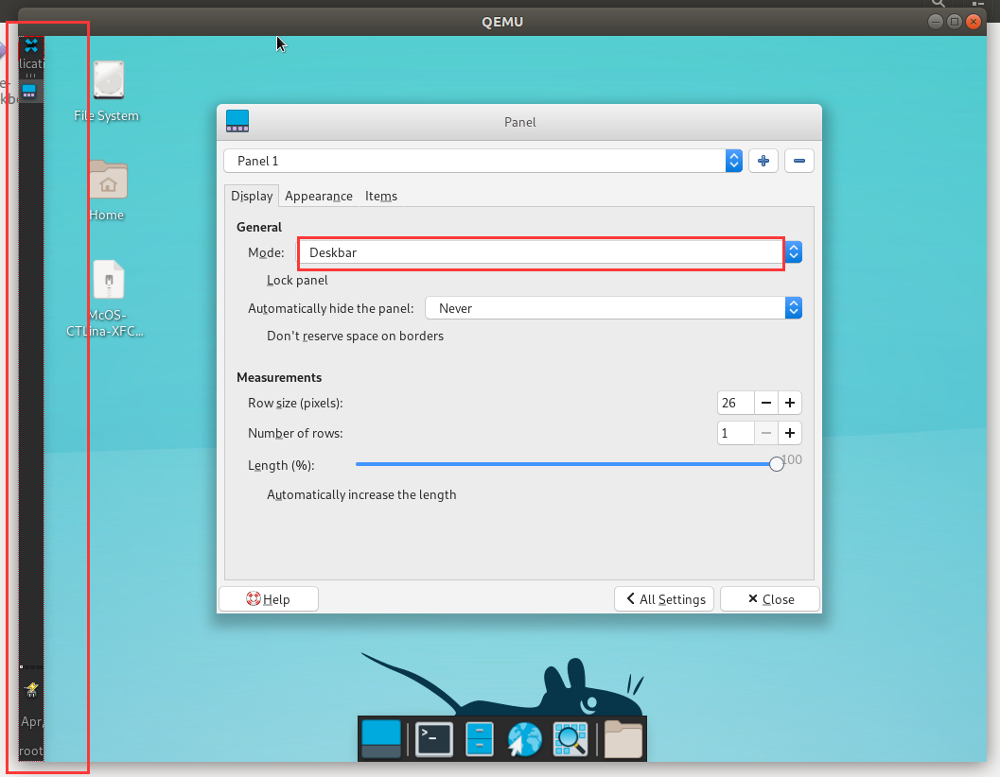 QEMU
licati
File System
Home
McOS-
CTLina-XFC...
Apr,
root
Panel
Panel 1
Display Appearance Items
General
Mode: Deskbar
Lock panel
Automatically hide the panel: Never
Don't reserve space on borders
Measurements
Row size (pixels): 26
Number of rows: 1
Length (%): 100
Automatically increase the length
Help All Settings Close